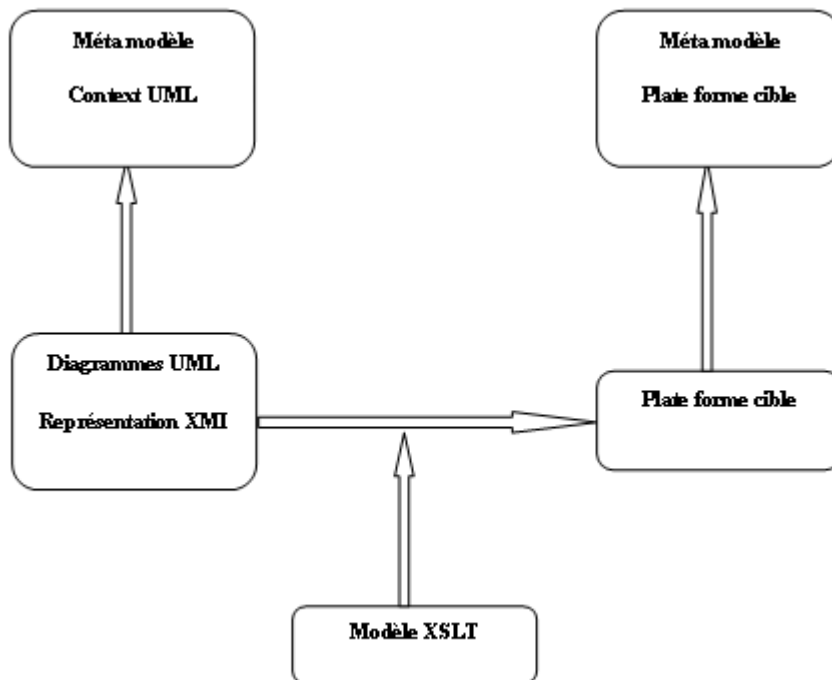 Méta modèle
Context UML
Méta modèle
Plate forme cible
Diagrammes UML
Représentation XMI
Plate forme cible
Modèle XSLT